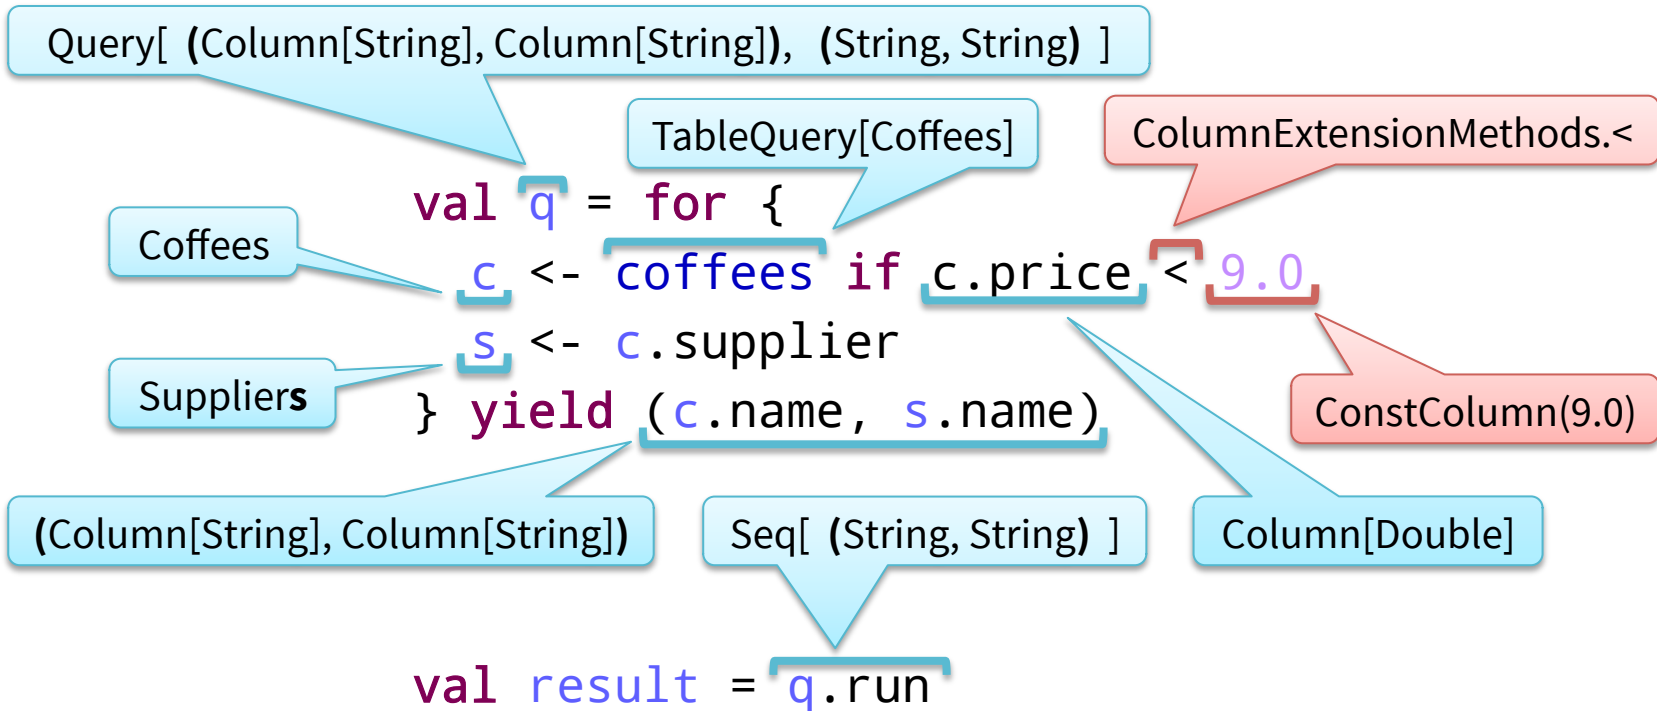 Query[ (Column[String], Column[String]), (String, String) ]
TableQuery[Coffees]
ColumnExtensionMethods.<
val q = for {
Coffees
c <- coffees if c.price < 9.0
s <- c.supplier
Suppliers
} yield (c.name, s.name)
ConstColumn(9.0)
(Column[String], Column[String])
Seq[ (String, String) ]
Column[Double]
val result = q.run